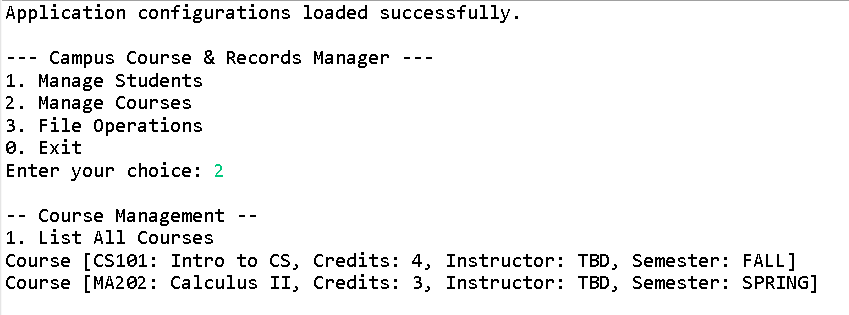 Application configurations loaded successfully.
--- Campus Course & Records Manager ---
1. Manage Students
2. Manage Courses
3. File Operations
0. Exit
Enter your choice: 2
-- Course Management --
1. List All Courses
Course [CS101: Intro to CS, Credits: 4, Instructor: TBD, Semester: FALL]
Course [MA202: Calculus II, Credits: 3, Instructor: TBD, Semester: SPRING]